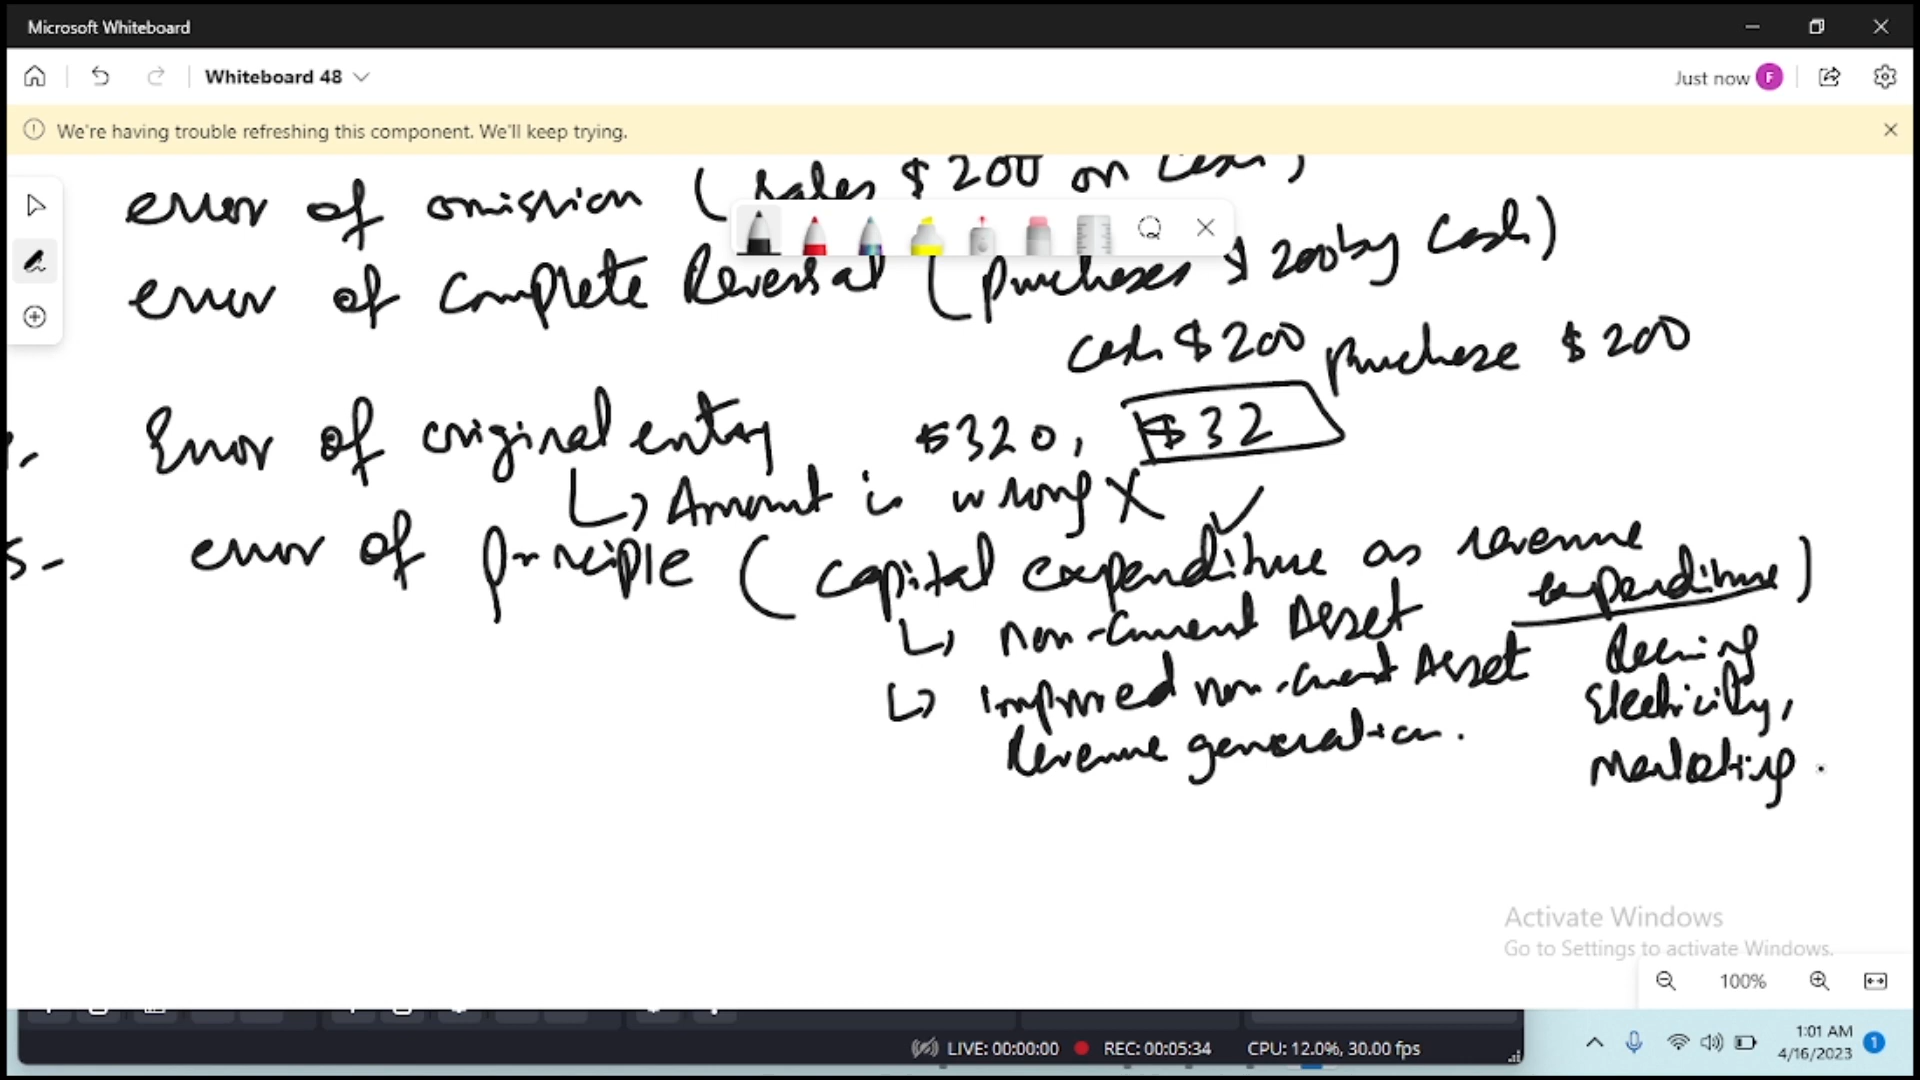 Microsoft Whiteboard
Whiteboard 48
Just now F
We're having trouble refreshing this component. We'll keep trying.
error of omission ( Sales $ 200 on Cash )
error of Complete Reversal ( purchases $ 200 by Cash )
Cash $ 200 purchase $ 200
Error of original entry $320, $32
Amount is wrong X
5- error of Principle ( capital expenditure as revenue
expenditure )
non-current Asset
Improved non-current Asset
Revenue generation.
Electricity,
Marketing.
Activate Windows
Go to Settings to activate Windows.
100%
LIVE: 00:00:00 REC: 00:05:34 CPU: 12.0%, 30.00 fps
1:01 AM
4/16/2023
1